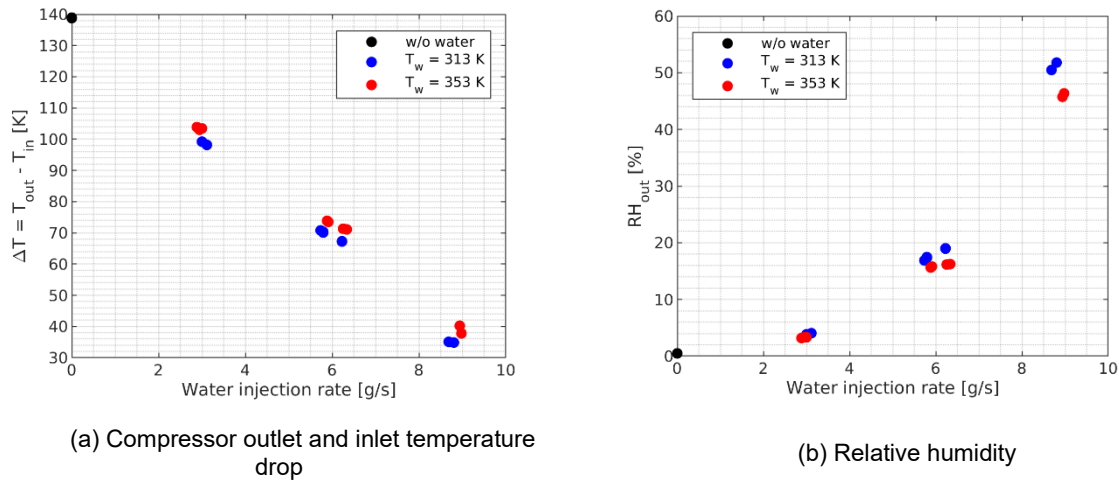 140
130
120
110
100
90
80
70
60
50
40
30
ΔT = T_out - T_in [K]
w/o water
T_w = 313 K
T_w = 353 K
0 2 4 6 8 10
Water injection rate [g/s]
(a) Compressor outlet and inlet temperature
drop
60
50
40
30
20
10
0
RH_out [%]
w/o water
T_w = 313 K
T_w = 353 K
0 2 4 6 8 10
Water injection rate [g/s]
(b) Relative humidity